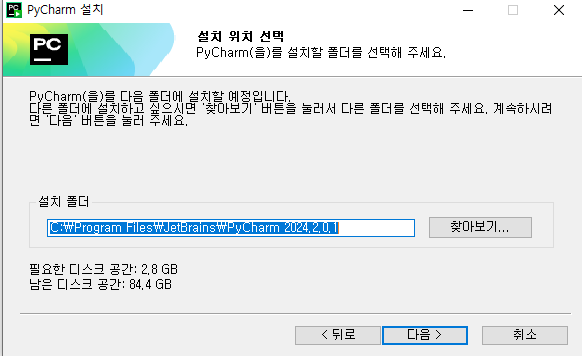 PyCharm 설치
PC
설치 위치 선택
PyCharm(을)를 설치할 폴더를 선택해 주세요.
PyCharm(을)를 다음 폴더에 설치할 예정입니다.
다른 폴더에 설치하고 싶으시면 '찾아보기' 버튼을 눌러서 다른 폴더를 선택해 주세요. 계속하시려
면 '다음' 버튼을 눌러 주세요.
설치 폴더
C:₩Program Files₩JetBrains₩PyCharm 2024.2.0.1
찾아보기...
필요한 디스크 공간: 2.8 GB
남은 디스크 공간: 84.4 GB
< 뒤로
다음 >
취소